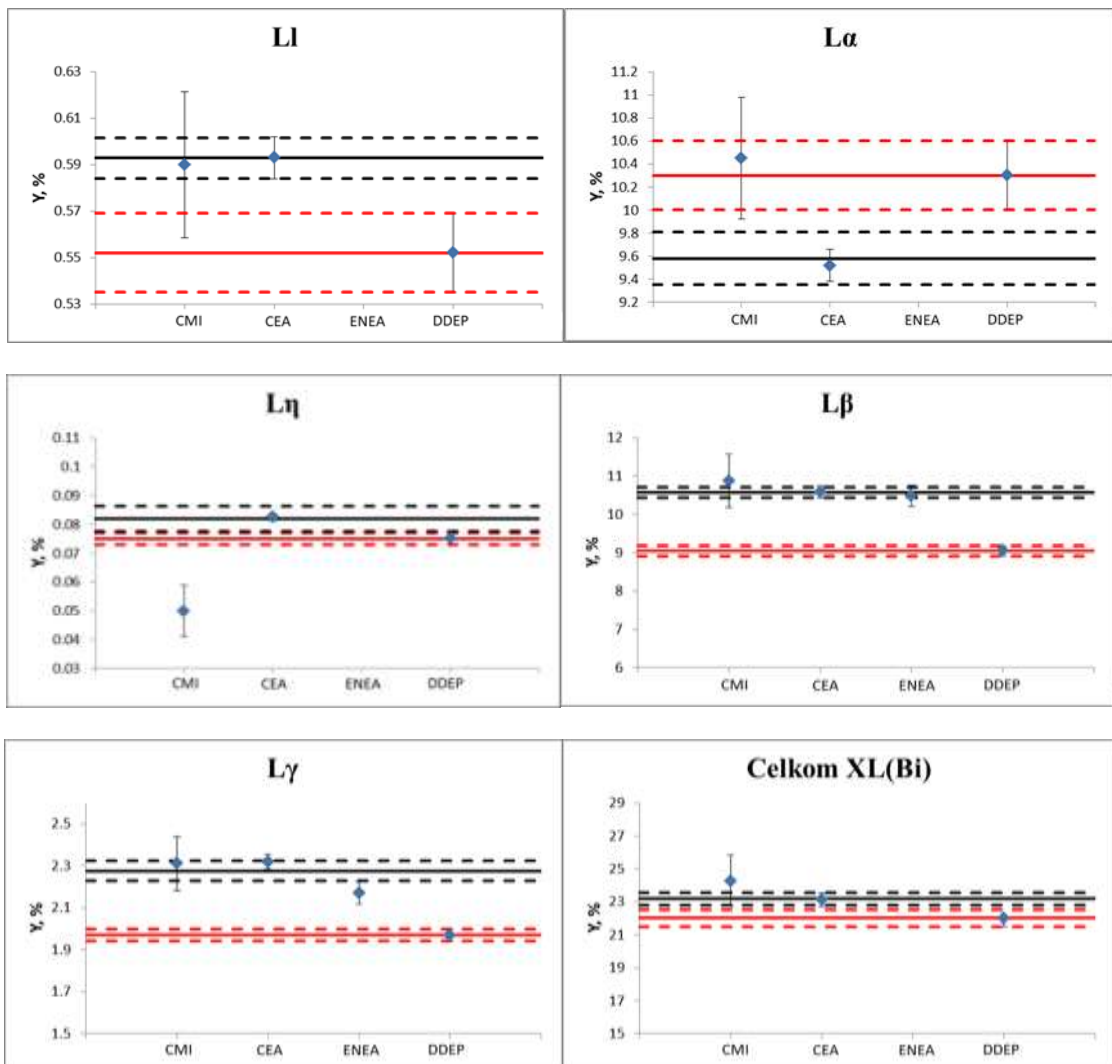 Ll
Y, %
0.63
0.61
0.59
0.57
0.55
0.53
CMI CEA ENEA DDEP
Lα
Y, %
11.2
11
10.8
10.6
10.4
10.2
10
9.8
9.6
9.4
9.2
CMI CEA ENEA DDEP
Lη
Y, %
0.11
0.1
0.09
0.08
0.07
0.06
0.05
0.04
0.03
CMI CEA ENEA DDEP
Lβ
Y, %
12
11
10
9
8
7
6
CMI CEA ENEA DDEP
Lγ
Y, %
2.5
2.3
2.1
1.9
1.7
1.5
CMI CEA ENEA DDEP
Celkom XL(Bi)
Y, %
29
27
25
23
21
19
17
15
CMI CEA ENEA DDEP